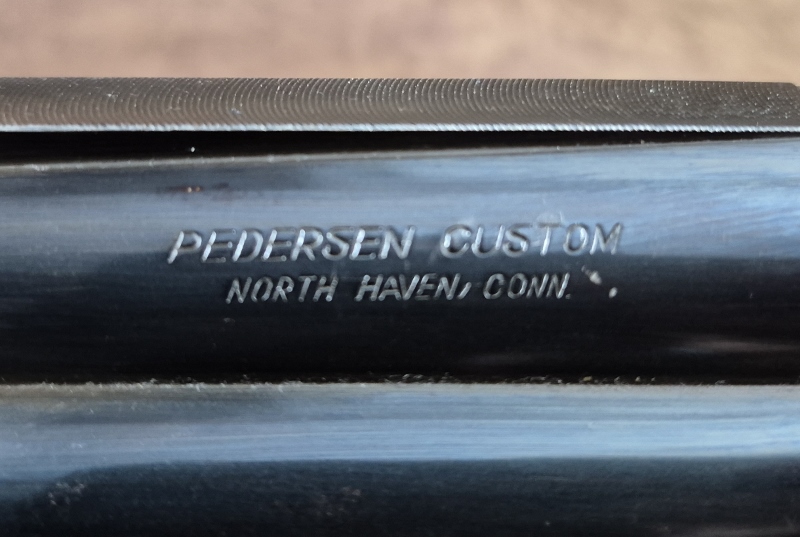 PEDERSEN CUSTOM
NORTH HAVEN, CONN.